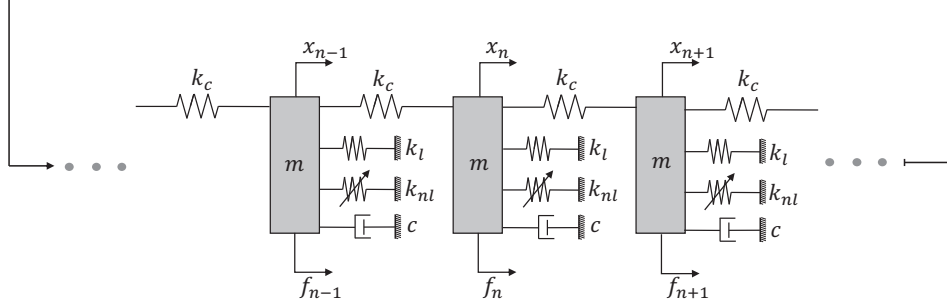 x_{n-1} x_n x_{n+1}
k_c k_c k_c k_c
m k_l m k_l m k_l
k_{nl} k_{nl} k_{nl}
c c c
f_{n-1} f_n f_{n+1}